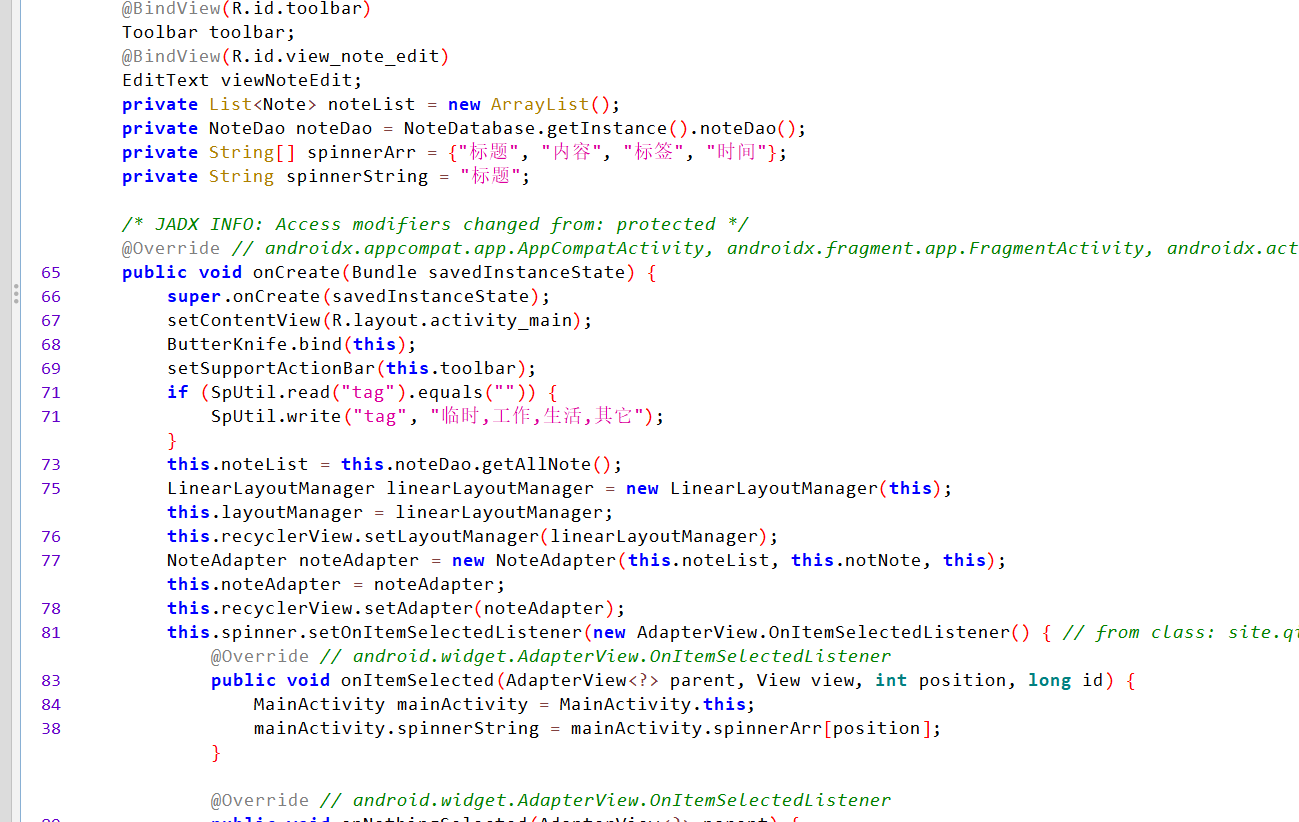 @BindView(R.id.toolbar)
Toolbar toolbar;
@BindView(R.id.view_note_edit)
EditText viewNoteEdit;
private List<Note> noteList = new ArrayList();
private NoteDao noteDao = NoteDatabase.getInstance().noteDao();
private String[] spinnerArr = {"标题", "内容", "标签", "时间"};
private String spinnerString = "标题";
/* JADX INFO: Access modifiers changed from: protected */
@Override // androidx.appcompat.app.AppCompatActivity, androidx.fragment.app.FragmentActivity, androidx.act
65 public void onCreate(Bundle savedInstanceState) {
66 super.onCreate(savedInstanceState);
67 setContentView(R.layout.activity_main);
68 ButterKnife.bind(this);
69 setSupportActionBar(this.toolbar);
71 if (SpUtil.read("tag").equals("")) {
71 SpUtil.write("tag", "临时,工作,生活,其它");
}
73 this.noteList = this.noteDao.getAllNote();
75 LinearLayoutManager linearLayoutManager = new LinearLayoutManager(this);
this.layoutManager = linearLayoutManager;
76 this.recyclerView.setLayoutManager(linearLayoutManager);
77 NoteAdapter noteAdapter = new NoteAdapter(this.noteList, this.notNote, this);
this.noteAdapter = noteAdapter;
78 this.recyclerView.setAdapter(noteAdapter);
81 this.spinner.setOnItemSelectedListener(new AdapterView.OnItemSelectedListener() { // from class: site.
@Override // android.widget.AdapterView.OnItemSelectedListener
83 public void onItemSelected(AdapterView<?> parent, View view, int position, long id) {
84 MainActivity mainActivity = MainActivity.this;
38 mainActivity.spinnerString = mainActivity.spinnerArr[position];
}
@Override // android.widget.AdapterView.OnItemSelectedListener
public void onNothingSelected(AdapterView<?> parent) {